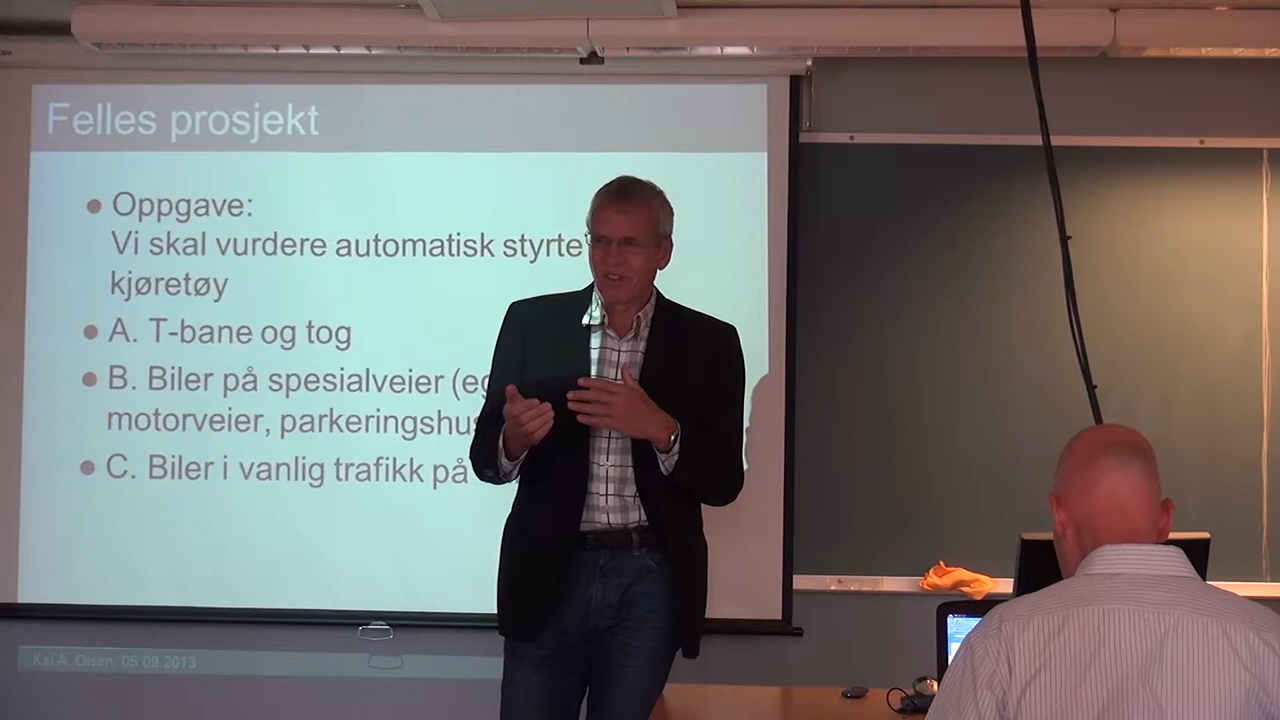 Felles prosjekt
Oppgave:
Vi skal vurdere automatisk styrte
kjøretøy
A. T-bane og tog
B. Biler på spesialveier (eg
motorveier, parkeringshus
C. Biler i vanlig trafikk på
Kai A. Olsen, 05.09.2013